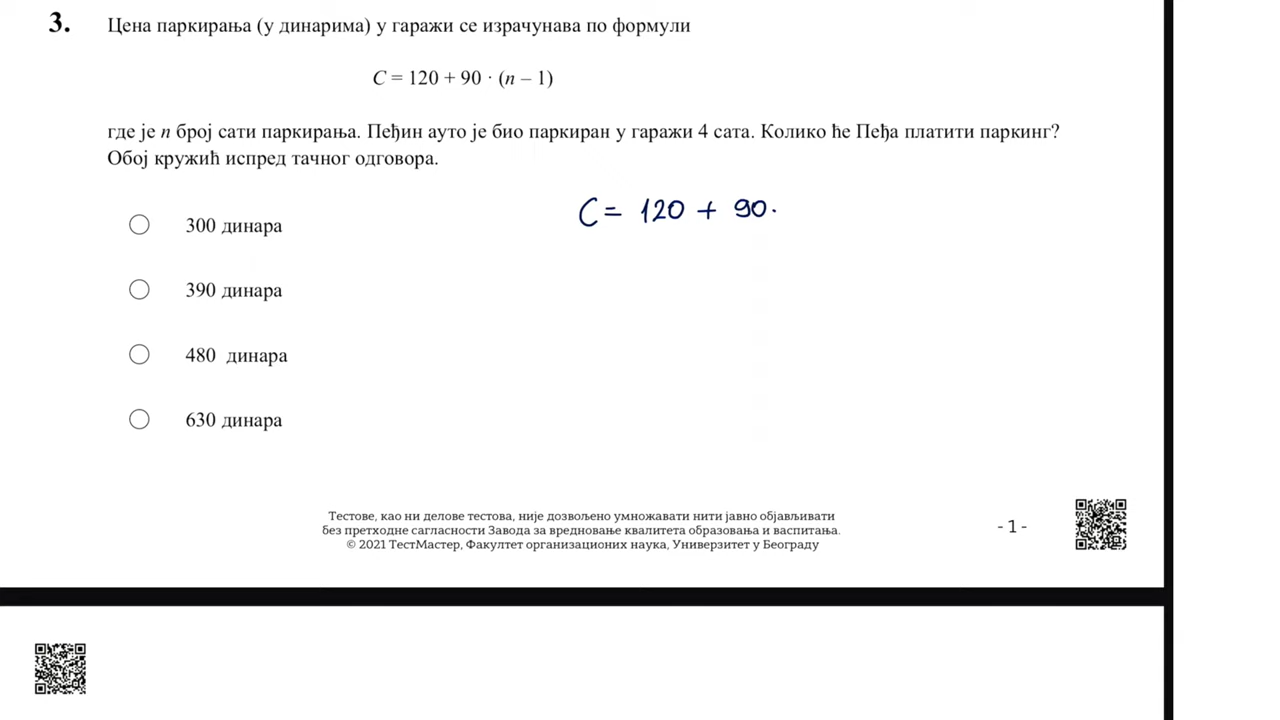 3. Цена паркирања (у динарима) у гаражи се израчунава по формули
C = 120 + 90 · (n – 1)
где је n број сати паркирања. Пеђин ауто је био паркиран у гаражи 4 сата. Колико ће Пеђа платити паркинг?
Обој кружић испред тачног одговора.
C = 120 + 90·
300 динара
390 динара
480 динара
630 динара
Тестове, као ни делове тестова, није дозвољено умножавати нити јавно објављивати
без претходне сагласности Завода за вредновање квалитета образовања и васпитања.
© 2021 ТестМастер, Факултет организационих наука, Универзитет у Београду
- 1 -